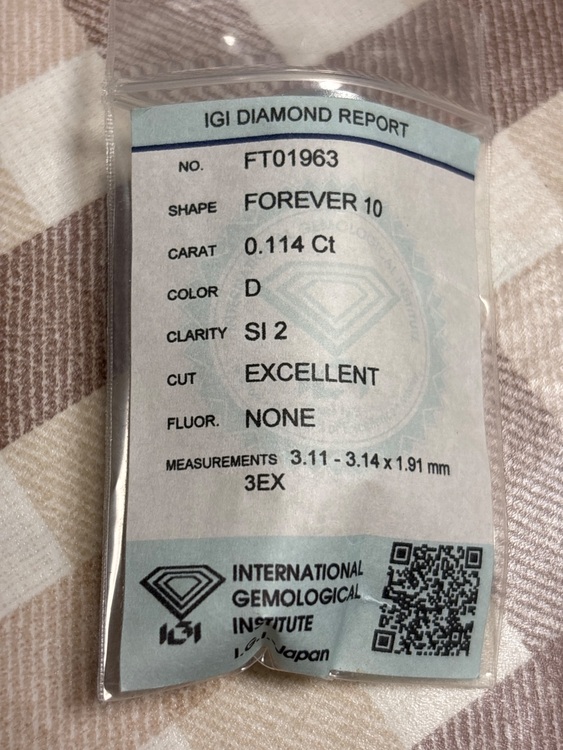 IGI DIAMOND REPORT
NO. FT01963
SHAPE FOREVER 10
CARAT 0.114 Ct
COLOR D
CLARITY SI 2
CUT EXCELLENT
FLUOR. NONE
MEASUREMENTS 3.11 - 3.14 x 1.91 mm
3EX
IGI
INTERNATIONAL
GEMOLOGICAL
INSTITUTE
I.G.I. Japan